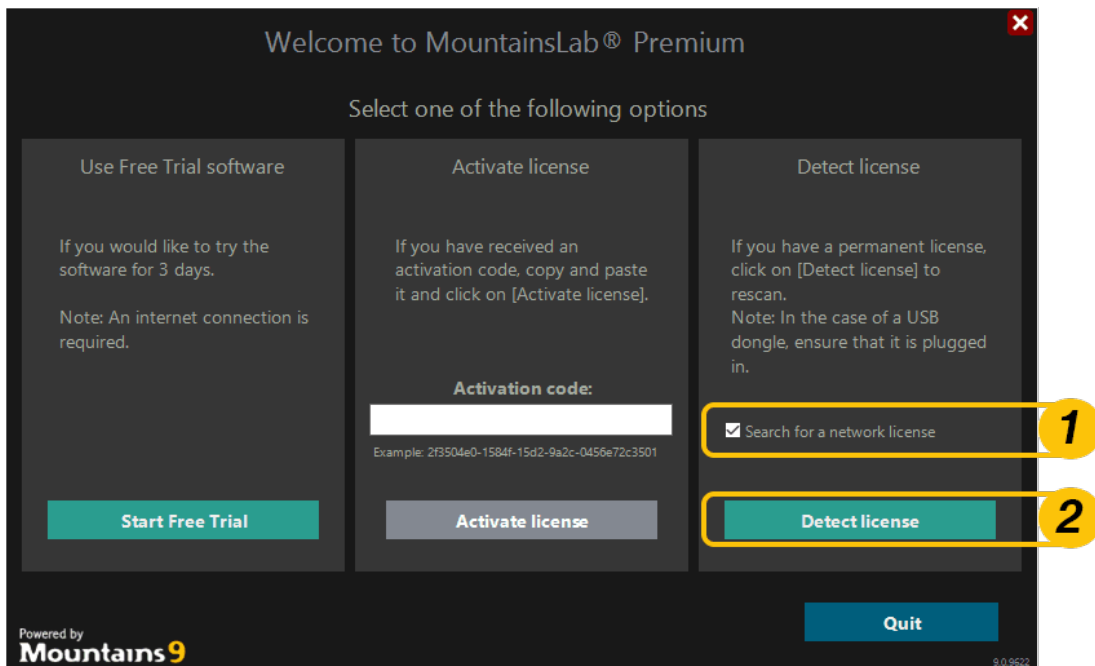 Welcome to MountainsLab® Premium
Select one of the following options
Use Free Trial software
If you would like to try the
software for 3 days.
Note: An internet connection is
required.
Start Free Trial
Activate license
If you have received an
activation code, copy and paste
it and click on [Activate license].
Activation code:
Example: 2f3504e0-1584f-15d2-9a2c-0456e72c3501
Activate license
Detect license
If you have a permanent license,
click on [Detect license] to
rescan.
Note: In the case of a USB
dongle, ensure that it is plugged
in.
Search for a network license
1
Detect license
2
Quit
Powered by
Mountains9
9.0.9622